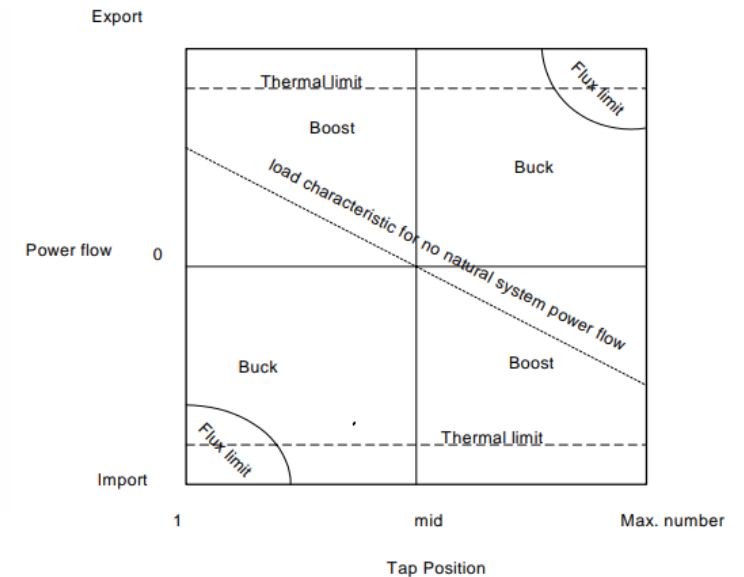 Export
Thermal limit
Flux limit
Boost
Buck
load characteristic for no natural system power flow
Power flow 0
Buck
Boost
Flux limit
Thermal limit
Import
1 mid Max. number
Tap Position